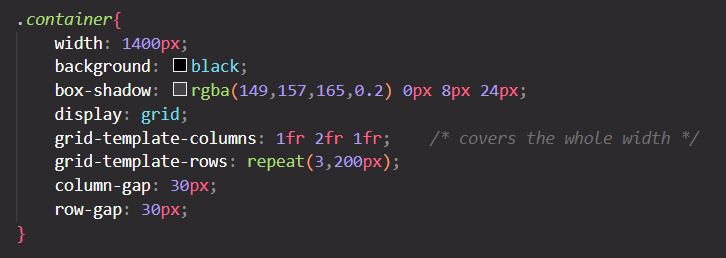 .container{
width: 1400px;
background: black;
box-shadow: rgba(149,157,165,0.2) 0px 8px 24px;
display: grid;
grid-template-columns: 1fr 2fr 1fr; /* covers the whole width */
grid-template-rows: repeat(3,200px);
column-gap: 30px;
row-gap: 30px;
}